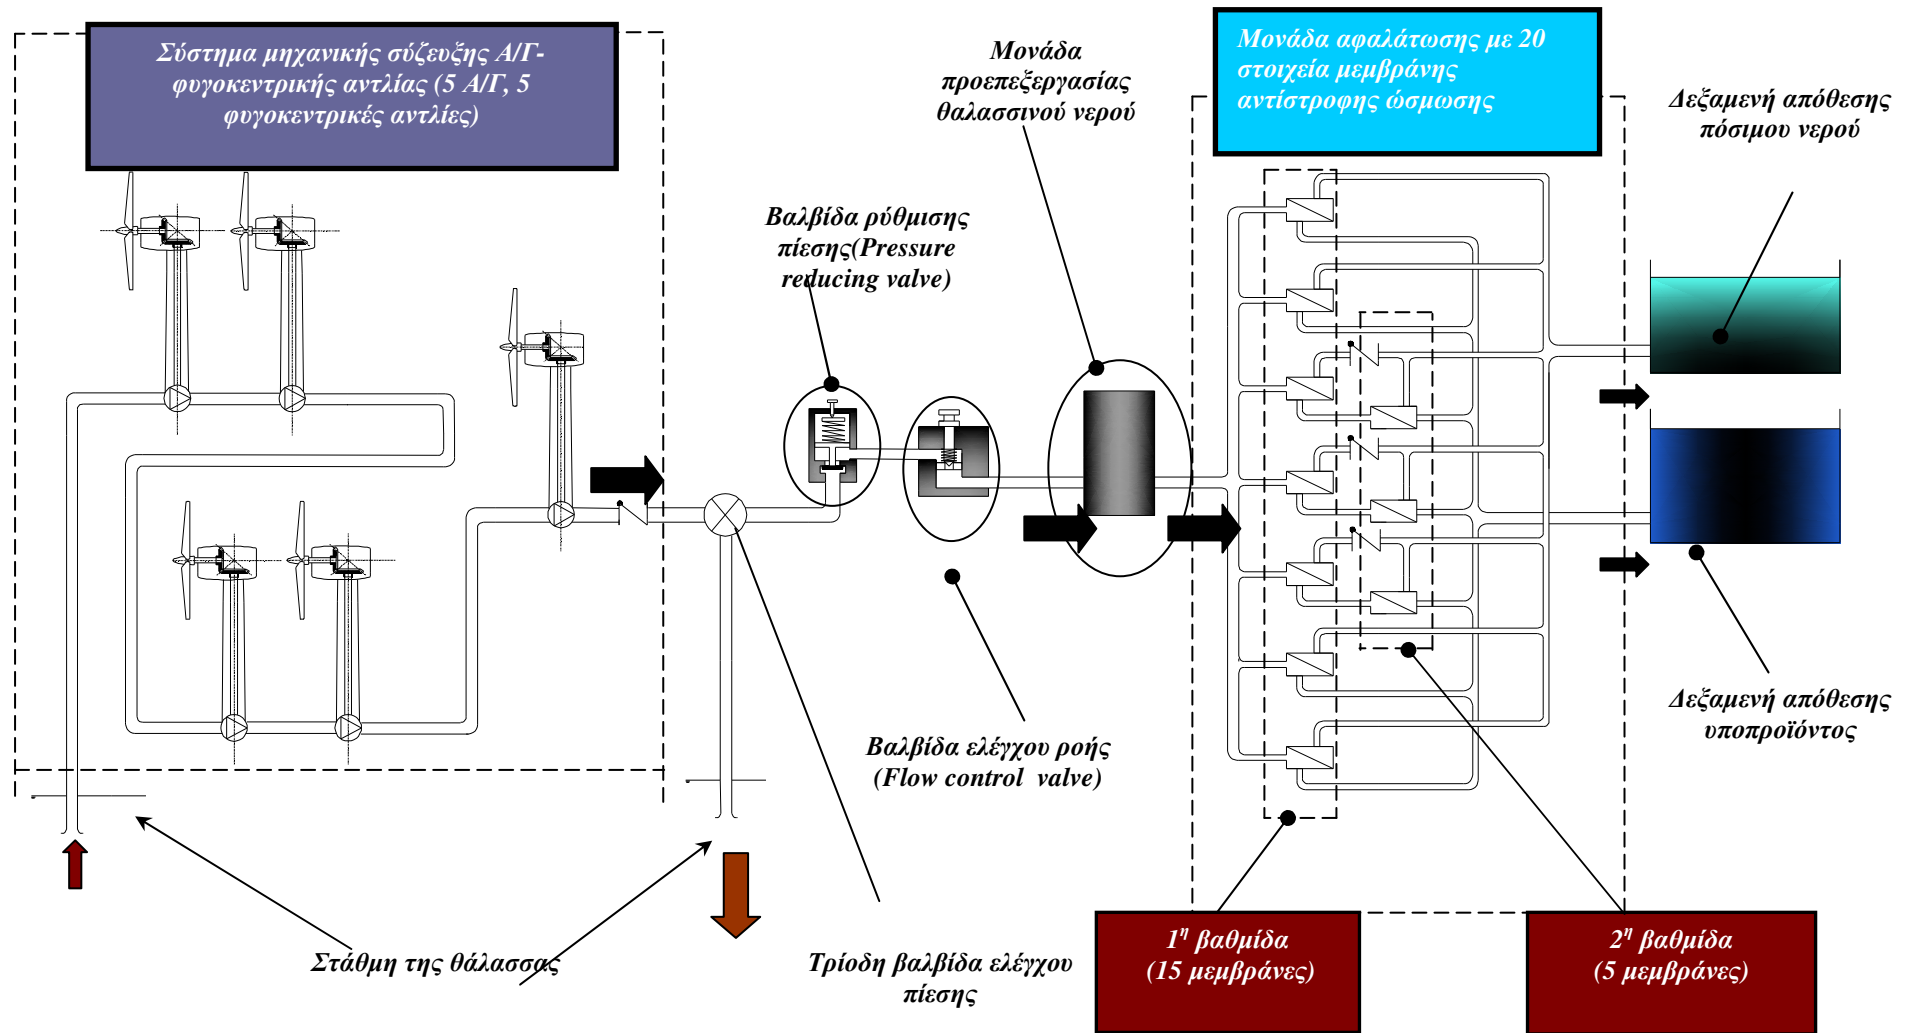 Σύστημα μηχανικής σύζευξης Α/Γ-
φυγοκεντρικής αντλίας (5 Α/Γ, 5
φυγοκεντρικές αντλίες)
Μονάδα
προεπεξεργασίας
θαλασσινού νερού
Μονάδα αφαλάτωσης με 20
στοιχεία μεμβράνης
αντίστροφης ώσμωσης
Δεξαμενή απόθεσης
πόσιμου νερού
Βαλβίδα ρύθμισης
πίεσης(Pressure
reducing valve)
Βαλβίδα ελέγχου ροής
(Flow control valve)
Δεξαμενή απόθεσης
υποπροϊόντος
Στάθμη της θάλασσας
Τρίοδη βαλβίδα ελέγχου
πίεσης
1η βαθμίδα
(15 μεμβράνες)
2η βαθμίδα
(5 μεμβράνες)